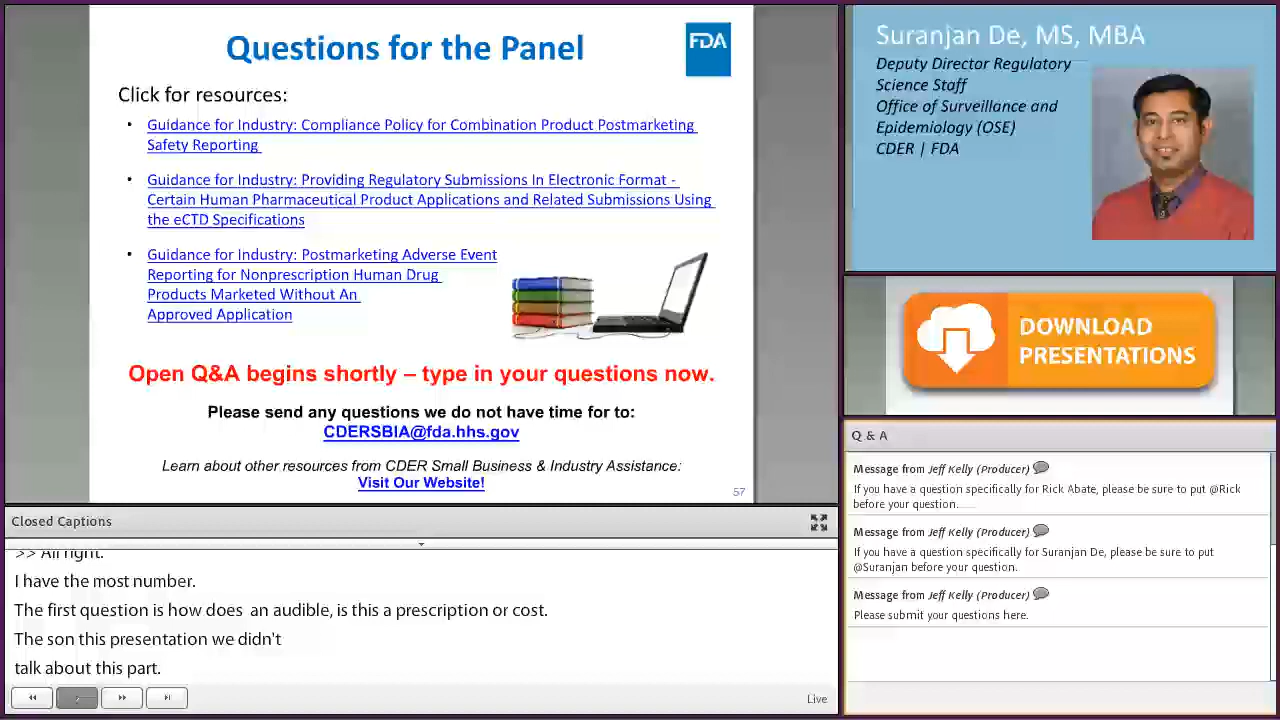 Questions for the Panel
FDA
Click for resources:
• Guidance for Industry: Compliance Policy for Combination Product Postmarketing
Safety Reporting
• Guidance for Industry: Providing Regulatory Submissions In Electronic Format -
Certain Human Pharmaceutical Product Applications and Related Submissions Using
the eCTD Specifications
• Guidance for Industry: Postmarketing Adverse Event
Reporting for Nonprescription Human Drug
Products Marketed Without An
Approved Application
Open Q&A begins shortly – type in your questions now.
Please send any questions we do not have time for to:
CDERSBIA@fda.hhs.gov
Learn about other resources from CDER Small Business & Industry Assistance:
Visit Our Website!
57
Closed Captions
>> All right.
I have the most number.
The first question is how does an audible, is this a prescription or cost.
The son this presentation we didn't
talk about this part.
Live
Suranjan De, MS, MBA
Deputy Director Regulatory
Science Staff
Office of Surveillance and
Epidemiology (OSE)
CDER | FDA
DOWNLOAD
PRESENTATIONS
Q & A
Message from Jeff Kelly (Producer)
If you have a question specifically for Rick Abate, please be sure to put @Rick
before your question.....
Message from Jeff Kelly (Producer)
If you have a question specifically for Suranjan De, please be sure to put
@Suranjan before your question.
Message from Jeff Kelly (Producer)
Please submit your questions here.